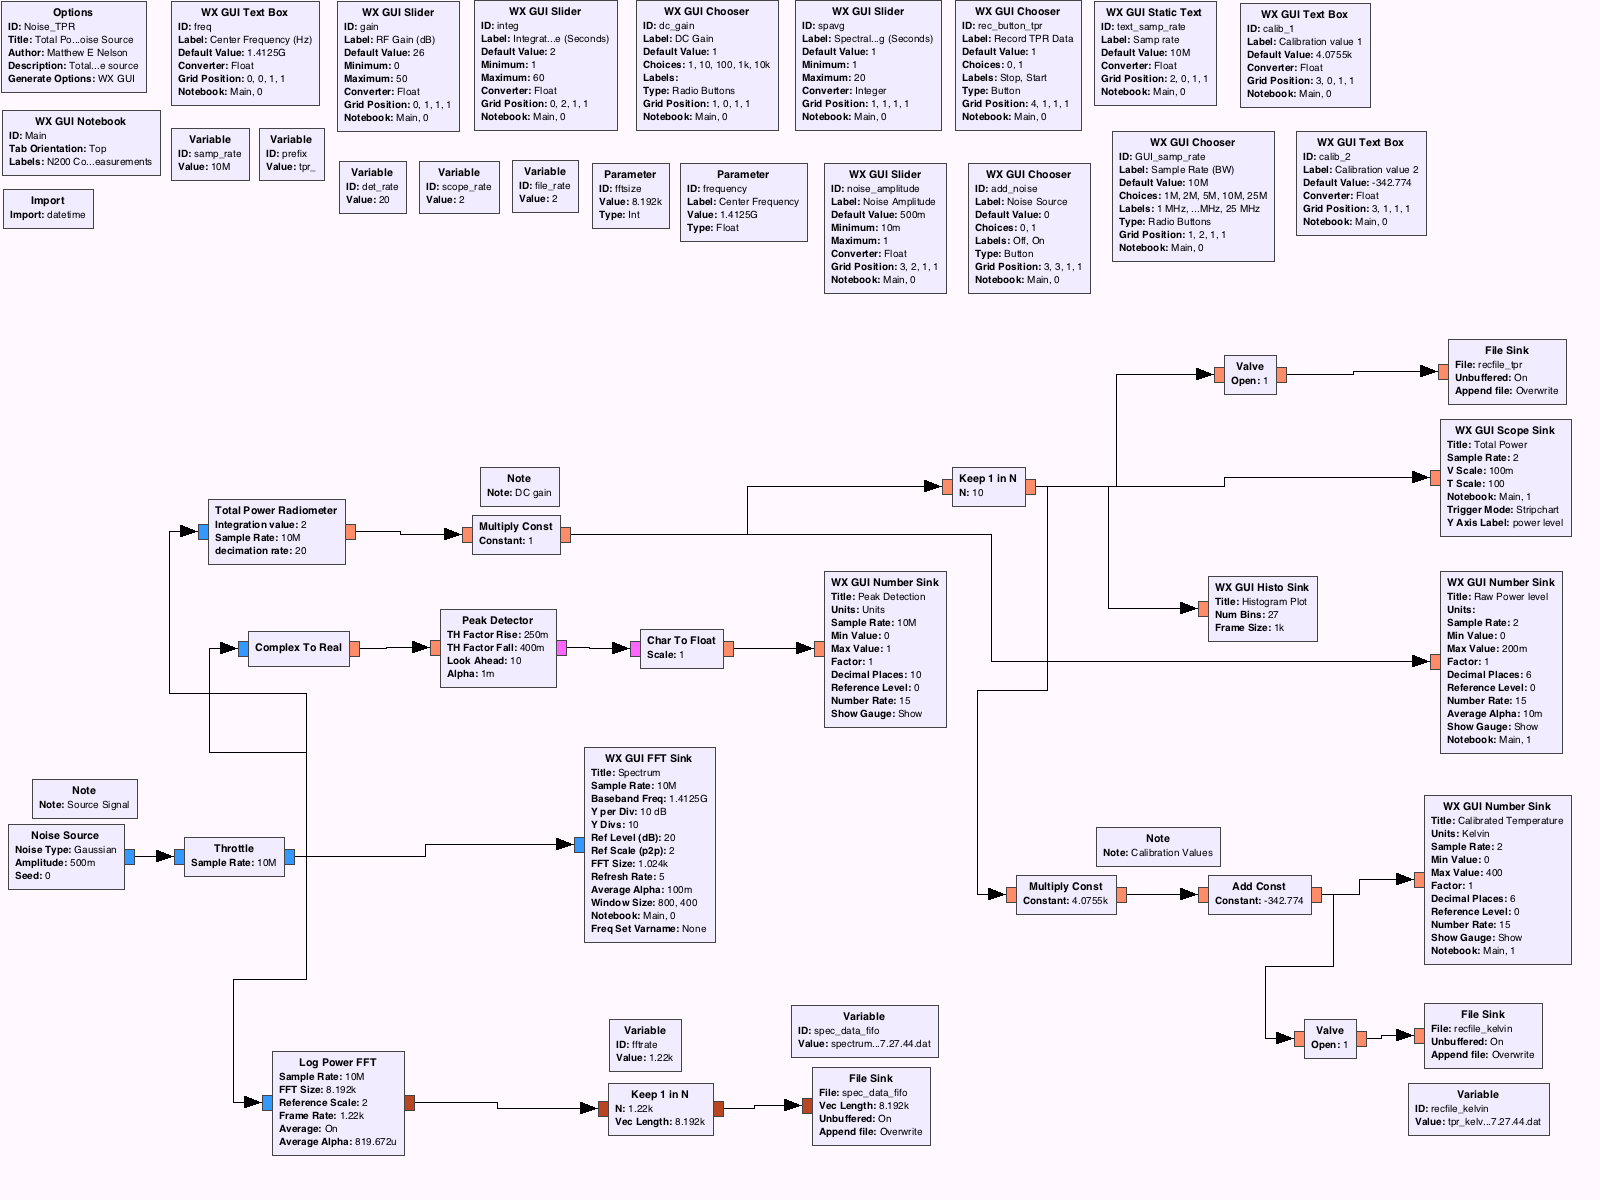 Options
ID: Noise_TPR
Title: Total Po...oise Source
Author: Matthew E Nelson
Description: Total...e source
Generate Options: WX GUI
WX GUI Text Box
ID: freq
Label: Center Frequency (Hz)
Default Value: 1.4125G
Converter: Float
Grid Position: 0, 0, 1, 1
Notebook: Main, 0
WX GUI Slider
ID: gain
Label: RF Gain (dB)
Default Value: 26
Minimum: 0
Maximum: 50
Converter: Float
Grid Position: 0, 1, 1, 1
Notebook: Main, 0
WX GUI Slider
ID: integ
Label: Integrat...e (Seconds)
Default Value: 2
Minimum: 1
Maximum: 60
Converter: Float
Grid Position: 0, 2, 1, 1
Notebook: Main, 0
WX GUI Chooser
ID: dc_gain
Label: DC Gain
Default Value: 1
Choices: 1, 10, 100, 1k, 10k
Labels:
Type: Radio Buttons
Grid Position: 1, 0, 1, 1
Notebook: Main, 0
WX GUI Slider
ID: spavg
Label: Spectral...g (Seconds)
Default Value: 1
Minimum: 1
Maximum: 20
Converter: Integer
Grid Position: 1, 1, 1, 1
Notebook: Main, 0
WX GUI Chooser
ID: rec_button_tpr
Label: Record TPR Data
Default Value: 1
Choices: 0, 1
Labels: Stop, Start
Type: Button
Grid Position: 4, 1, 1, 1
Notebook: Main, 0
WX GUI Static Text
ID: text_samp_rate
Label: Samp rate
Default Value: 10M
Converter: Float
Grid Position: 2, 0, 1, 1
Notebook: Main, 0
WX GUI Text Box
ID: calib_1
Label: Calibration value 1
Default Value: 4.0755k
Converter: Float
Grid Position: 3, 0, 1, 1
Notebook: Main, 0
WX GUI Notebook
ID: Main
Tab Orientation: Top
Labels: N200 Co...easurements
Variable
ID: samp_rate
Value: 10M
Variable
ID: prefix
Value: tpr_
Import
Import: datetime
Variable
ID: det_rate
Value: 20
Variable
ID: scope_rate
Value: 2
Variable
ID: file_rate
Value: 2
Parameter
ID: fftsize
Value: 8.192k
Type: Int
Parameter
ID: frequency
Label: Center Frequency
Value: 1.4125G
Type: Float
WX GUI Slider
ID: noise_amplitude
Label: Noise Amplitude
Default Value: 500m
Minimum: 10m
Maximum: 1
Converter: Float
Grid Position: 3, 2, 1, 1
Notebook: Main, 0
WX GUI Chooser
ID: add_noise
Label: Noise Source
Default Value: 0
Choices: 0, 1
Labels: Off, On
Type: Button
Grid Position: 3, 3, 1, 1
Notebook: Main, 0
WX GUI Chooser
ID: GUI_samp_rate
Label: Sample Rate (BW)
Default Value: 10M
Choices: 1M, 2M, 5M, 10M, 25M
Labels: 1 MHz, ...MHz, 25 MHz
Type: Radio Buttons
Grid Position: 1, 2, 1, 1
Notebook: Main, 0
WX GUI Text Box
ID: calib_2
Label: Calibration value 2
Default Value: -342.774
Converter: Float
Grid Position: 3, 1, 1, 1
Notebook: Main, 0
Valve
Open: 1
File Sink
File: recfile_tpr
Unbuffered: On
Append file: Overwrite
WX GUI Scope Sink
Title: Total Power
Sample Rate: 2
V Scale: 100m
T Scale: 100
Notebook: Main, 1
Trigger Mode: Stripchart
Y Axis Label: power level
Note
Note: DC gain
Keep 1 in N
N: 10
Total Power Radiometer
Integration value: 2
Sample Rate: 10M
decimation rate: 20
Multiply Const
Constant: 1
WX GUI Number Sink
Title: Peak Detection
Units: Units
Sample Rate: 10M
Min Value: 0
Max Value: 1
Factor: 1
Decimal Places: 10
Reference Level: 0
Number Rate: 15
Show Gauge: Show
WX GUI Histo Sink
Title: Histogram Plot
Num Bins: 27
Frame Size: 1k
WX GUI Number Sink
Title: Raw Power level
Units:
Sample Rate: 2
Min Value: 0
Max Value: 200m
Factor: 1
Decimal Places: 6
Reference Level: 0
Number Rate: 15
Average Alpha: 10m
Show Gauge: Show
Notebook: Main, 1
Complex To Real
Peak Detector
TH Factor Rise: 250m
TH Factor Fall: 400m
Look Ahead: 10
Alpha: 1m
Char To Float
Scale: 1
WX GUI FFT Sink
Title: Spectrum
Sample Rate: 10M
Baseband Freq: 1.4125G
Y per Div: 10 dB
Y Divs: 10
Ref Level (dB): 20
Ref Scale (p2p): 2
FFT Size: 1.024k
Refresh Rate: 5
Average Alpha: 100m
Window Size: 800, 400
Notebook: Main, 0
Freq Set Varname: None
Note
Note: Source Signal
Noise Source
Noise Type: Gaussian
Amplitude: 500m
Seed: 0
Throttle
Sample Rate: 10M
Note
Note: Calibration Values
Multiply Const
Constant: 4.0755k
Add Const
Constant: -342.774
WX GUI Number Sink
Title: Calibrated Temperature
Units: Kelvin
Sample Rate: 2
Min Value: 0
Max Value: 400
Factor: 1
Decimal Places: 6
Reference Level: 0
Number Rate: 15
Show Gauge: Show
Notebook: Main, 1
Valve
Open: 1
File Sink
File: recfile_kelvin
Unbuffered: On
Append file: Overwrite
Variable
ID: recfile_kelvin
Value: tpr_kelv...7.27.44.dat
Log Power FFT
Sample Rate: 10M
FFT Size: 8.192k
Reference Scale: 2
Frame Rate: 1.22k
Average: On
Average Alpha: 819.672u
Variable
ID: fftrate
Value: 1.22k
Keep 1 in N
N: 1.22k
Vec Length: 8.192k
Variable
ID: spec_data_fifo
Value: spectrum...7.27.44.dat
File Sink
File: spec_data_fifo
Vec Length: 8.192k
Unbuffered: On
Append file: Overwrite